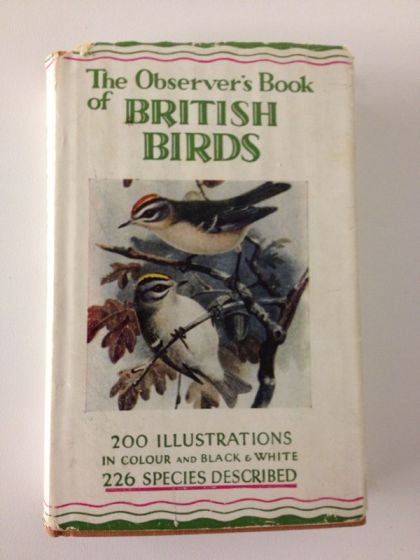 The Observer's Book
of BRITISH
BIRDS
200 ILLUSTRATIONS
IN COLOUR AND BLACK & WHITE
226 SPECIES DESCRIBED